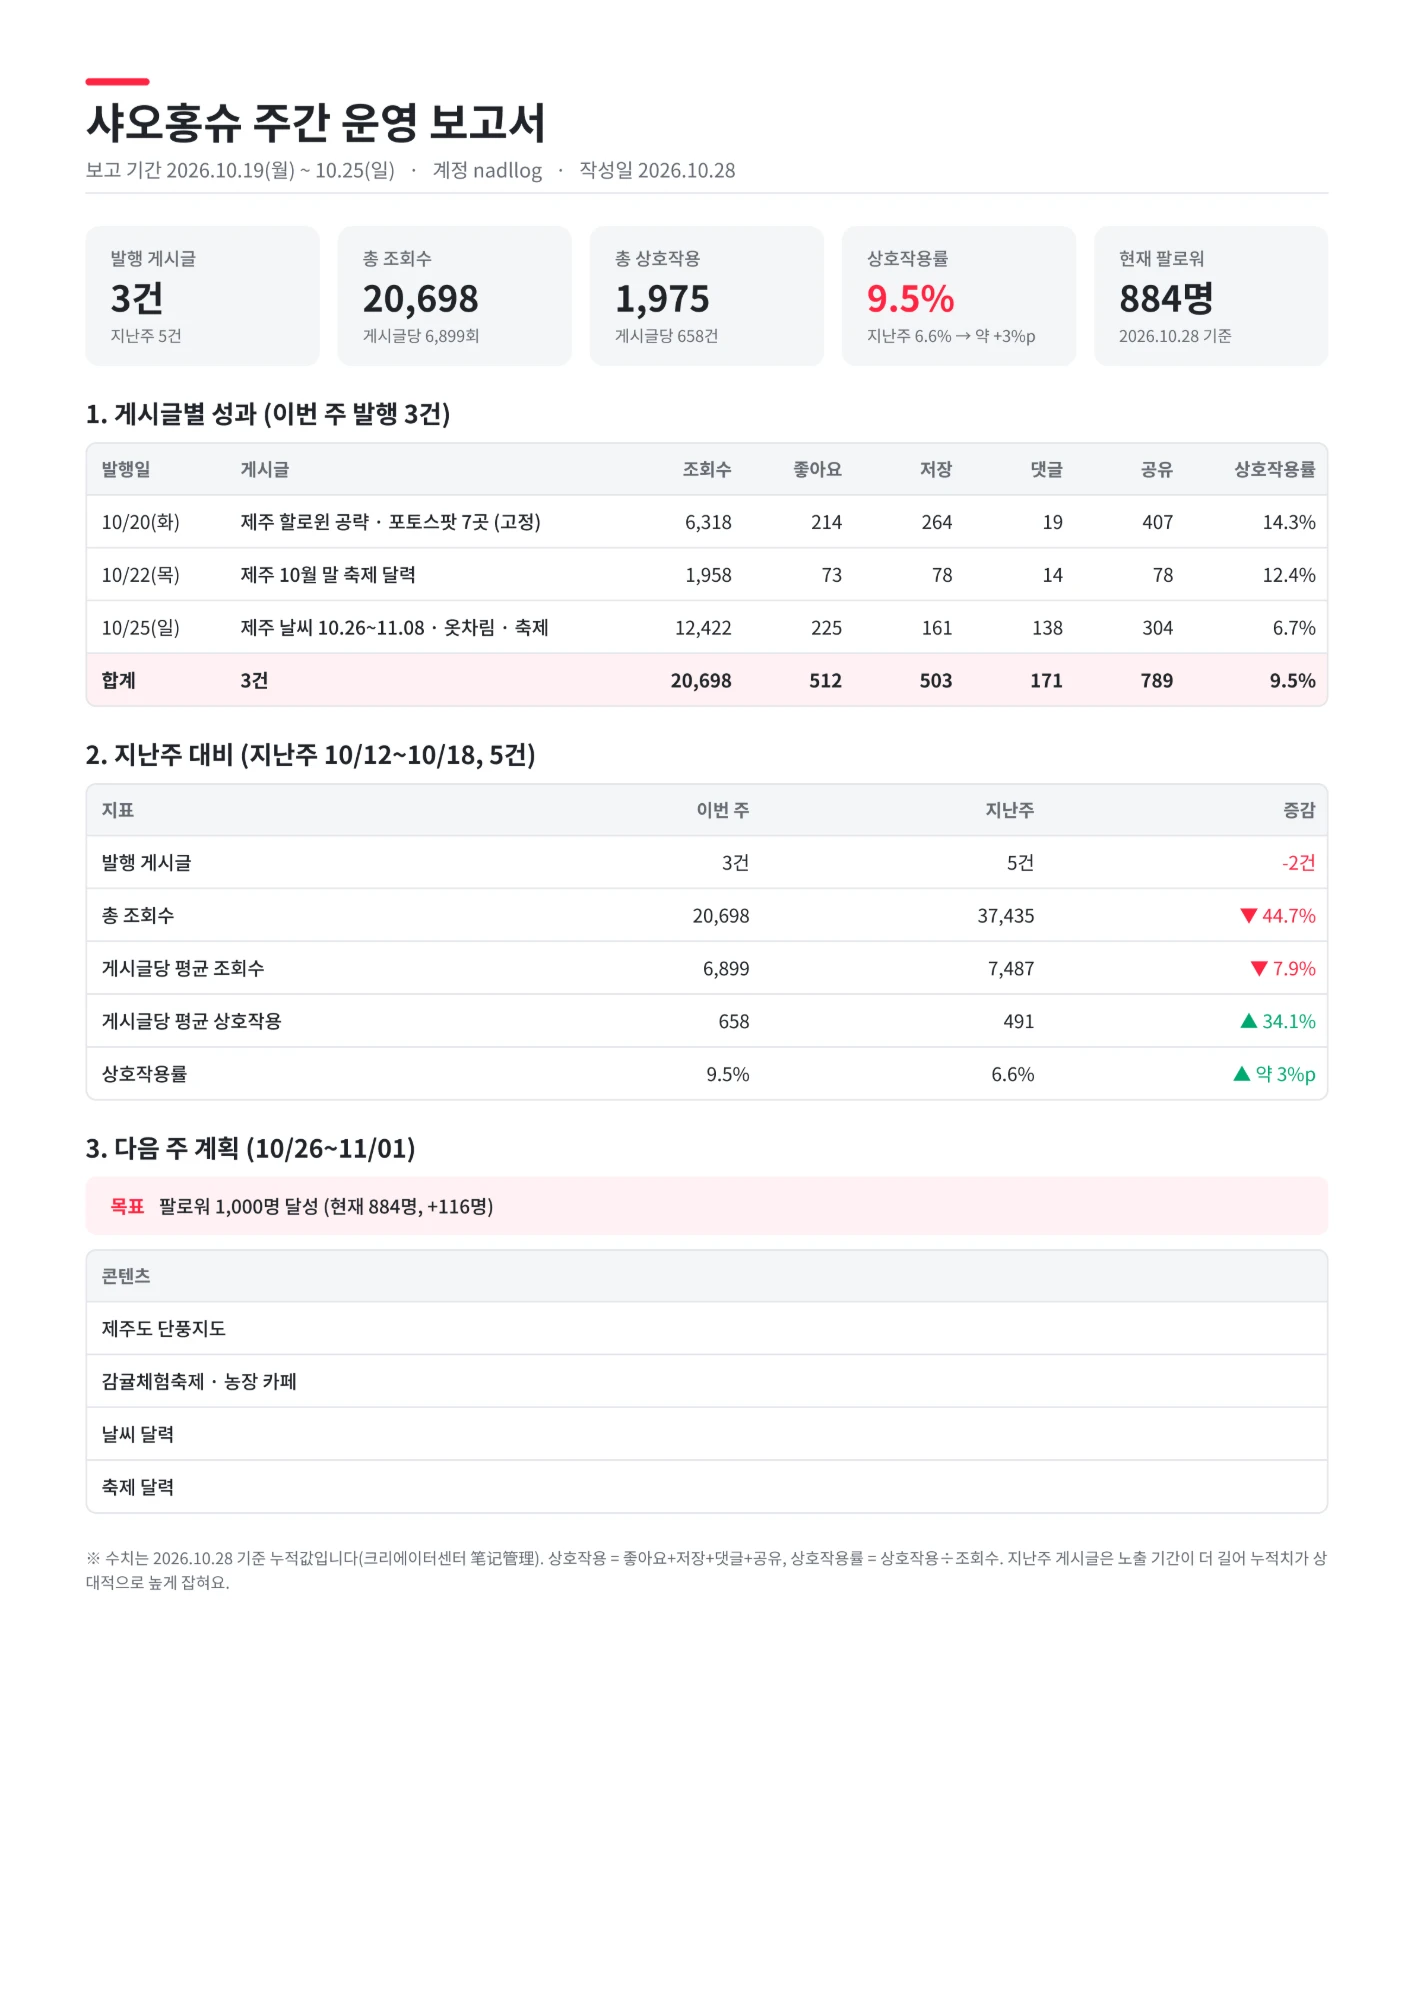 샤오홍슈 주간 운영 보고서
보고 기간 2026.10.19(월) ~ 10.25(일) · 계정 nadllog · 작성일 2026.10.28
발행 게시글 총 조회수 총 상호작용 상호작용률 현재 팔로워
3건 20,698 1,975 9.5% 884명
지난주 5건 게시글당 6,899회 게시글당 658건 지난주 6.6% → 약 +3%p 2026.10.28 기준
1. 게시글별 성과 (이번 주 발행 3건)
발행일 게시글 조회수 좋아요 저장 댓글 공유 상호작용률
10/20(화) 제주 할로윈 공략 · 포토스팟 7곳 (고정) 6,318 214 264 19 407 14.3%
10/22(목) 제주 10월 말 축제 달력 1,958 73 78 14 78 12.4%
10/25(일) 제주 날씨 10.26~11.08 · 옷차림 · 축제 12,422 225 161 138 304 6.7%
합계 3건 20,698 512 503 171 789 9.5%
2. 지난주 대비 (지난주 10/12~10/18, 5건)
지표 이번 주 지난주 증감
발행 게시글 3건 5건 -2건
총 조회수 20,698 37,435 ▼ 44.7%
게시글당 평균 조회수 6,899 7,487 ▼ 7.9%
게시글당 평균 상호작용 658 491 ▲ 34.1%
상호작용률 9.5% 6.6% ▲ 약 3%p
3. 다음 주 계획 (10/26~11/01)
목표 팔로워 1,000명 달성 (현재 884명, +116명)
콘텐츠
제주도 단풍지도
감귤체험축제 · 농장 카페
날씨 달력
축제 달력
※ 수치는 2026.10.28 기준 누적값입니다(크리에이터센터 笔记管理). 상호작용 = 좋아요+저장+댓글+공유, 상호작용률 = 상호작용÷조회수. 지난주 게시글은 노출 기간이 더 길어 누적치가 상
대적으로 높게 잡혀요.